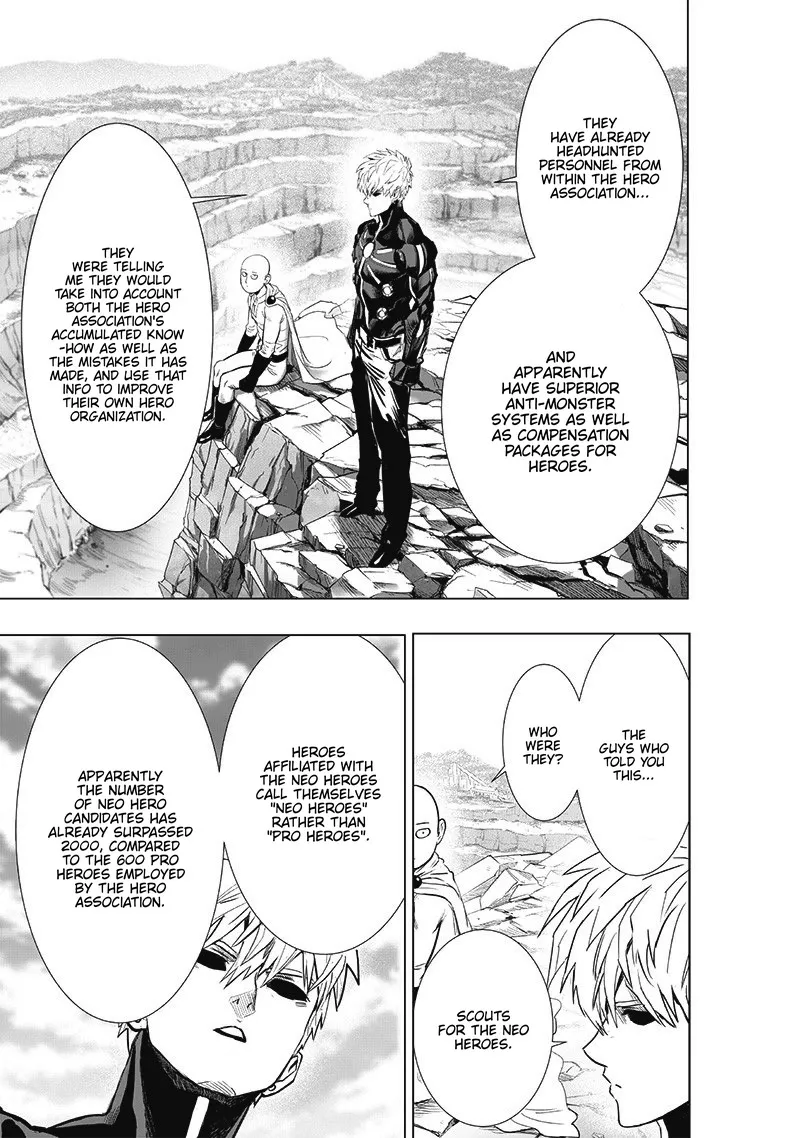 THEY
HAVE ALREADY
HEADHUNTED
PERSONNEL FROM
WITHIN THE HERO
ASSOCIATION...
AND
APPARENTLY
HAVE SUPERIOR
ANTI-MONSTER
SYSTEMS AS WELL
AS COMPENSATION
PACKAGES FOR
HEROES.
THEY
WERE TELLING
ME THEY WOULD
TAKE INTO ACCOUNT
BOTH THE HERO
ASSOCIATION'S
ACCUMULATED KNOW
-HOW AS WELL AS
THE MISTAKES IT HAS
MADE, AND USE THAT
INFO TO IMPROVE
THEIR OWN HERO
ORGANIZATION.
THE
GUYS WHO
TOLD YOU
THIS...
WHO
WERE
THEY?
SCOUTS
FOR THE NEO
HEROES.
HEROES
AFFILIATED WITH
THE NEO HEROES
CALL THEMSELVES
"NEO HEROES"
RATHER THAN
"PRO HEROES".
APPARENTLY
THE NUMBER
OF NEO HERO
CANDIDATES HAS
ALREADY SURPASSED
2000, COMPARED
TO THE 600 PRO
HEROES EMPLOYED
BY THE HERO
ASSOCIATION.